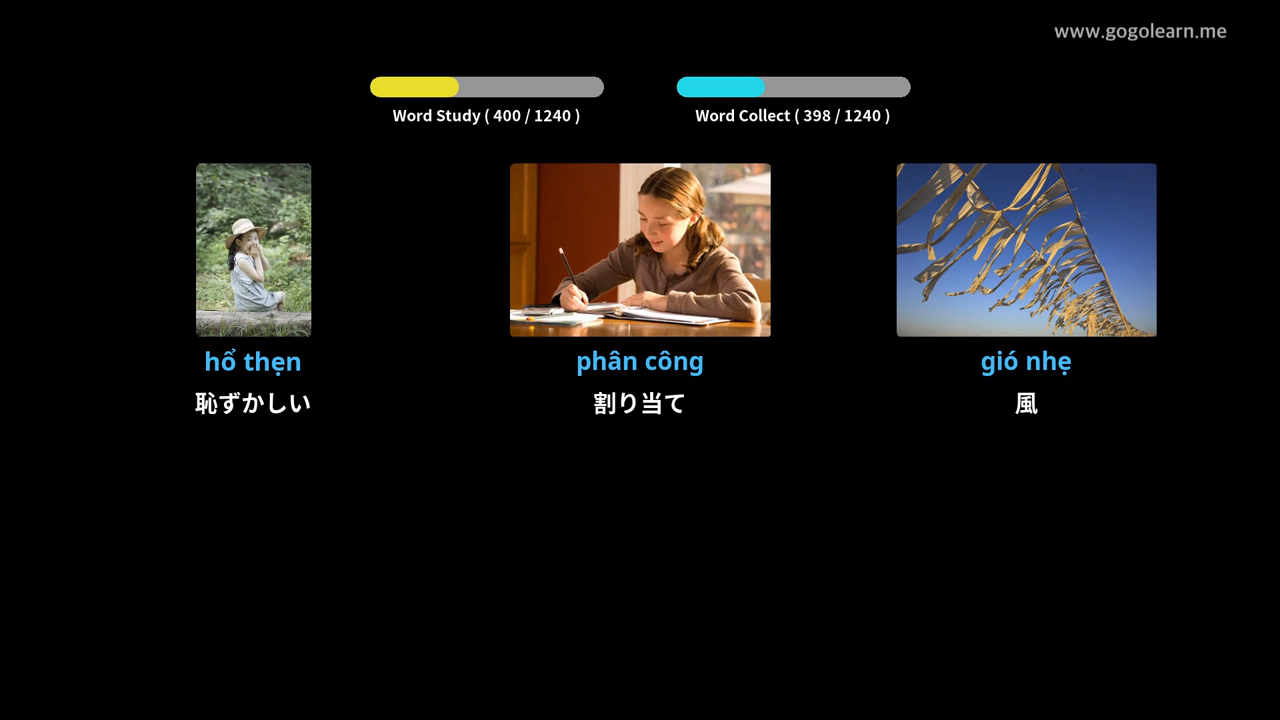 www.gogolearn.me
Word Study ( 400 / 1240 )
Word Collect ( 398 / 1240 )
hổ thẹn
恥ずかしい
phân công
割り当て
gió nhẹ
風